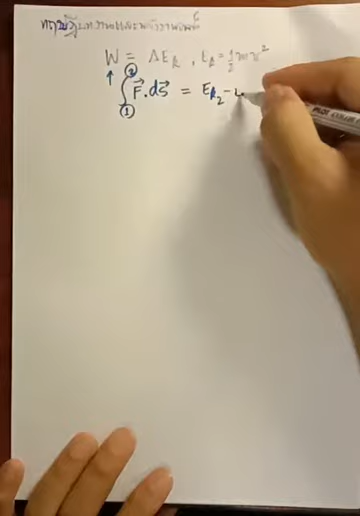 ทฤษฎีบทงานและพลังงานจลน์
W = ΔE_k , E_k = ½mv²
↑ ∫①② F⃗.ds⃗ = E_k₂ -